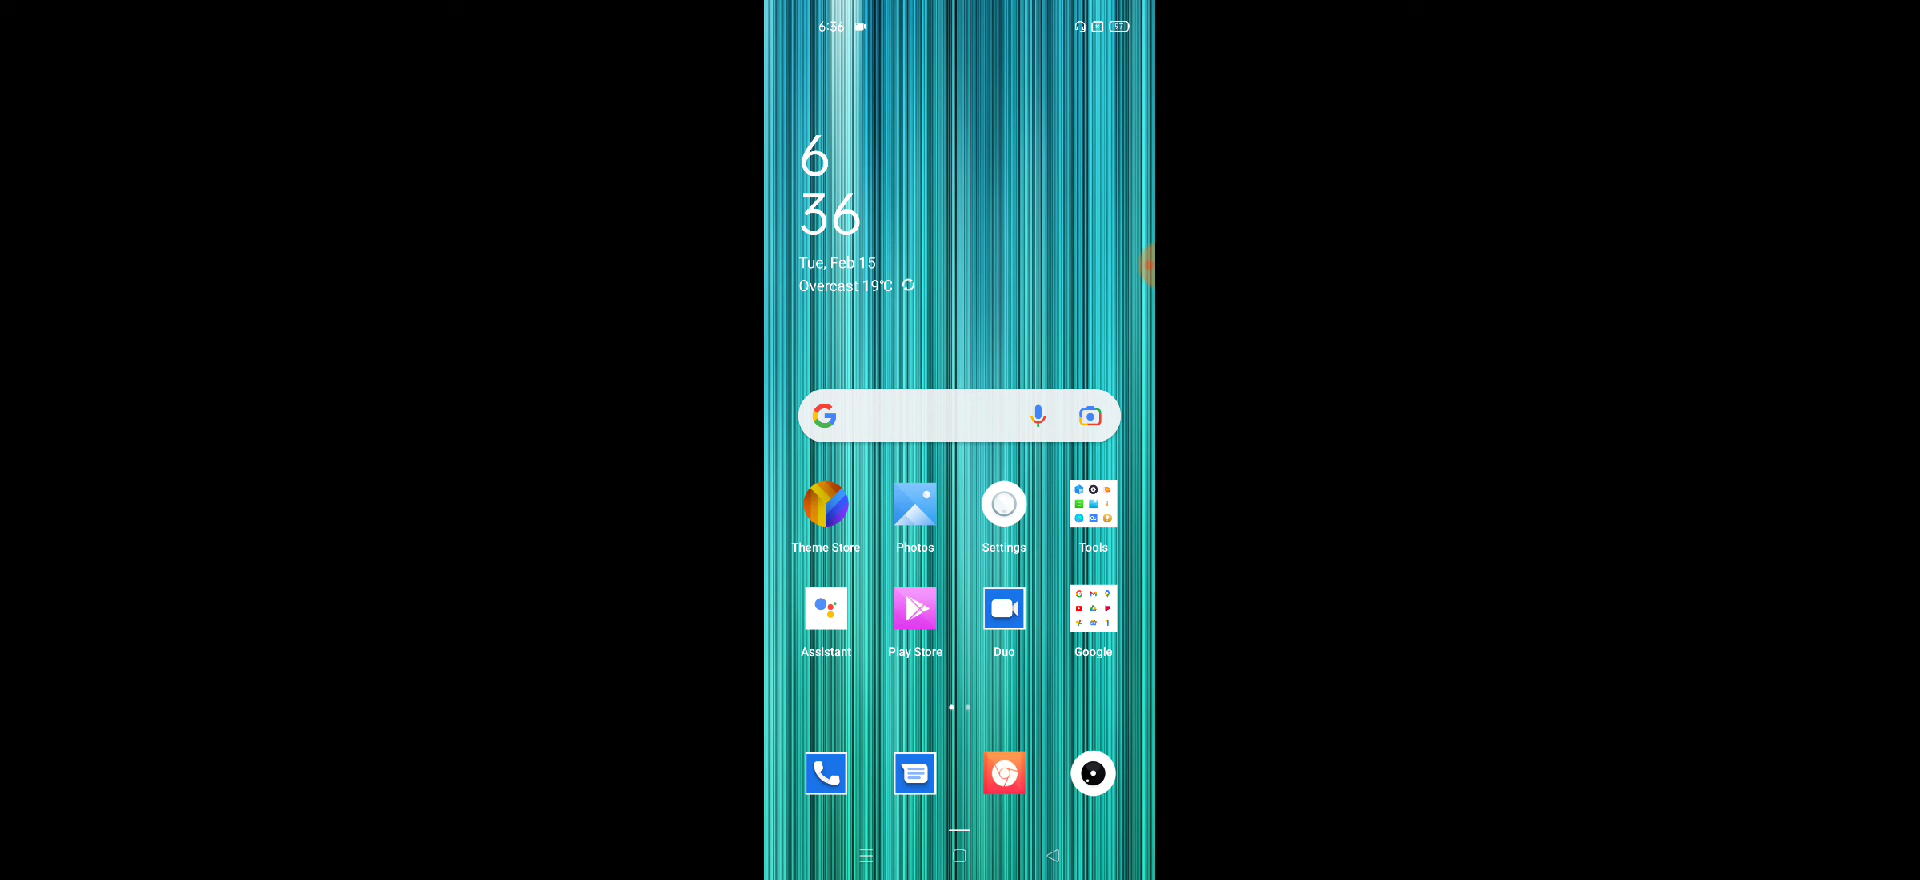 6:36
57
6
36
Tue, Feb 15
Overcast 19°C
Theme Store
Photos
Settings
Tools
Assistant
Play Store
Duo
Google